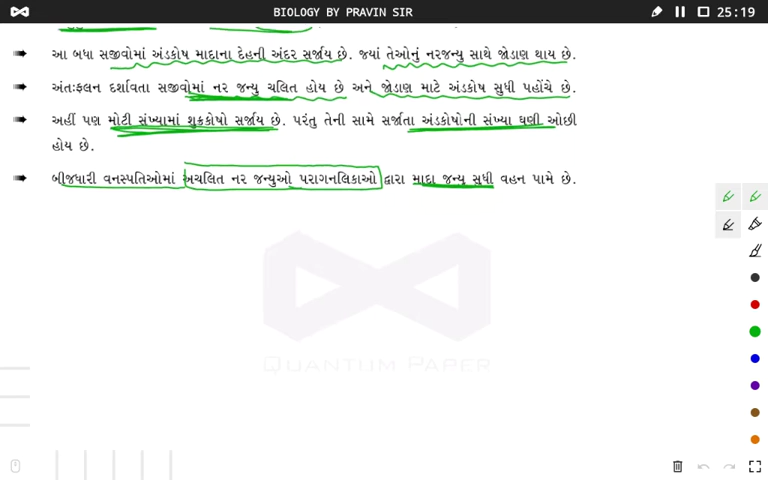 BIOLOGY BY PRAVIN SIR
25:19
આ બધા સજીવોમાં અંડકોષ માદાના દેહની અંદર સર્જાય છે. જ્યાં તેઓનું નરજન્યુ સાથે જોડાણ થાય છે.
અંતઃફલન દર્શાવતા સજીવોમાં નર જન્યુ ચલિત હોય છે અને જોડાણ માટે અંડકોષ સુધી પહોંચે છે.
અહીં પણ મોટી સંખ્યામાં શુક્રકોષો સર્જાય છે. પરંતુ તેની સામે સર્જાતા અંડકોષોની સંખ્યા ઘણી ઓછી
હોય છે.
બીજધારી વનસ્પતિઓમાં અચલિત નર જન્યુઓ પરાગનલિકાઓ દ્વારા માદા જન્યુ સુધી વહન પામે છે.
QUANTUM PAPER